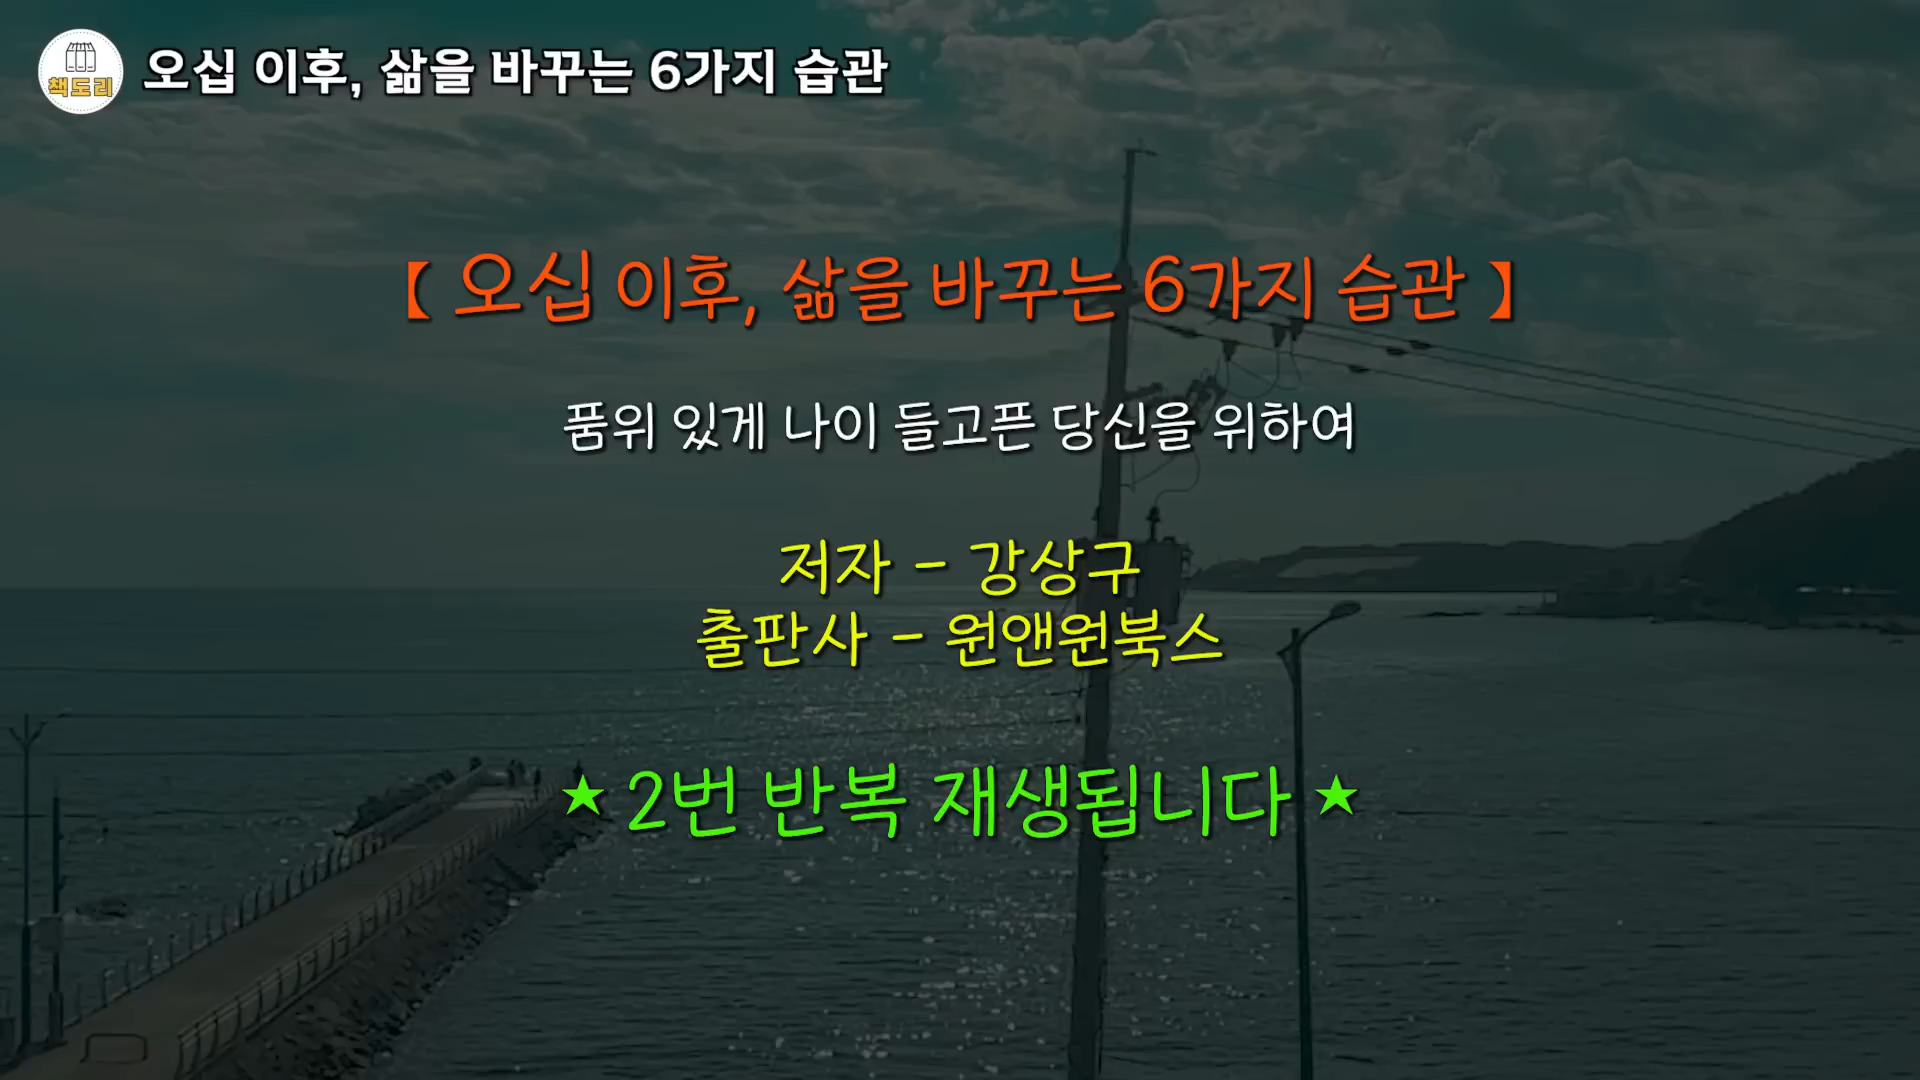 책도리
오십 이후, 삶을 바꾸는 6가지 습관
【 오십 이후, 삶을 바꾸는 6가지 습관 】
품위 있게 나이 들고픈 당신을 위하여
저자 - 강상구
출판사 - 원앤원북스
★ 2번 반복 재생됩니다 ★